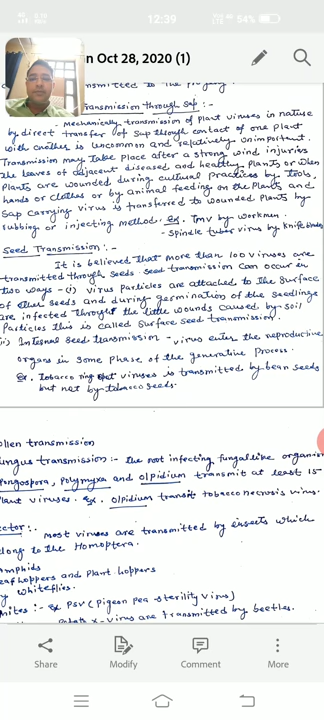 12:39
54%
n Oct 28, 2020 (1)
nsmitted to the progeny
ransmission through Sap :-
- Mechanically transmission of plant viruses in nature
by direct transfer of Sap through contact of one plant
with another is uncommon and relatively unimportant.
Transmission may take place after a strong wind injuries
the leaves of adjacent diseased and healthy plants or when
plants are wounded during cultural practices by tools,
hands or clothes or by animal feeding on the plants and
Sap carrying virus is transferred to wounded plants by
rubbing or injecting method. Ex. TMV by workmen.
- Spindle tuber virus by knife blades
Seed Transmission :-
It is believed that more than 100 viruses are
transmitted through seeds. Seed transmission can occur in
two ways - (i) virus particles are attached to the surface
of seeds and during germination of the seedlings
are infected through the little wounds caused by soil
Particles this is called Surface seed transmission.
(ii) Internal Seed transmission - virus enter the reproductive
organs in some phase of the generative process.
Ex. Tobacco ring viruses is transmitted by bean seeds
but not by tobacco seeds.
ollen transmission
ungus transmission :- the root infecting fungal like organism
pongospora, polymyxa and olpidium transmit at least 15-
lant viruses. Ex. olpidium transit tobacco necrosis virus.
ector :.
Most viruses are transmitted by insects which
elong to the Homoptera.
mphids
eafhoppers and plant hoppers
y whiteflies.
mites :- Ex PSV (Pigeon pea sterility virus)
x-virus are transmitted by beetles.
Share
Modify
Comment
More